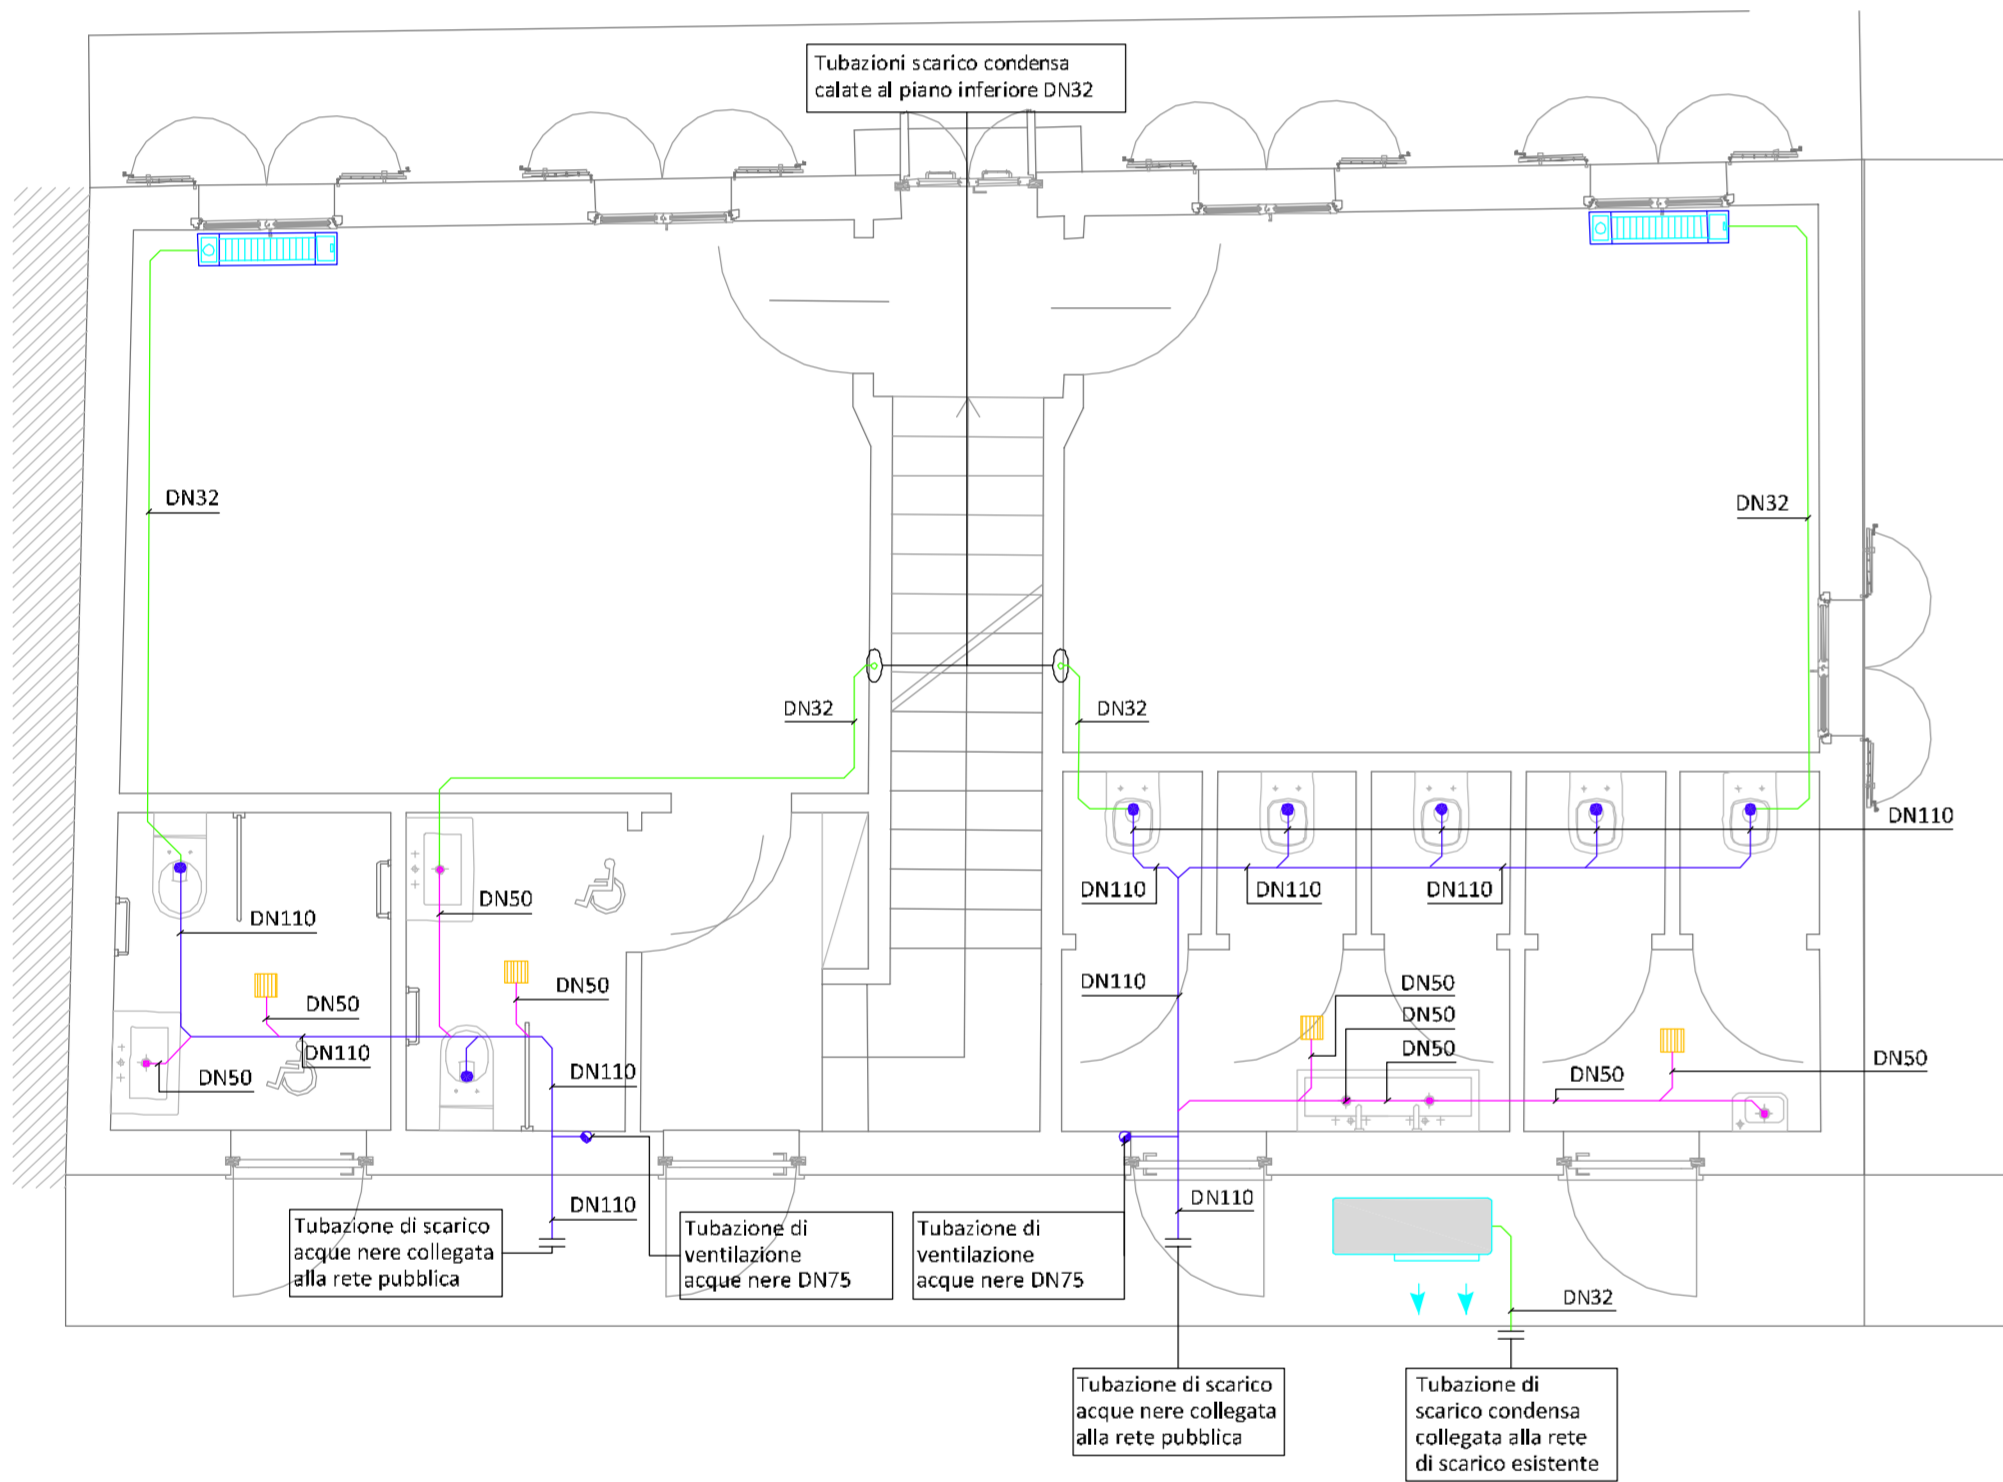 Tubazioni scarico condensa
calate al piano inferiore DN32
DN32
DN32
DN32
DN32
DN110
DN110
DN110
DN110
DN50
DN110
DN50
DN50
DN110
DN50
DN110
DN50
DN50
DN50
DN50
DN50
DN110
DN110
DN110
Tubazione di scarico
acque nere collegata
alla rete pubblica
Tubazione di
ventilazione
acque nere DN75
Tubazione di
ventilazione
acque nere DN75
DN32
Tubazione di scarico
acque nere collegata
alla rete pubblica
Tubazione di
scarico condensa
collegata alla rete
di scarico esistente